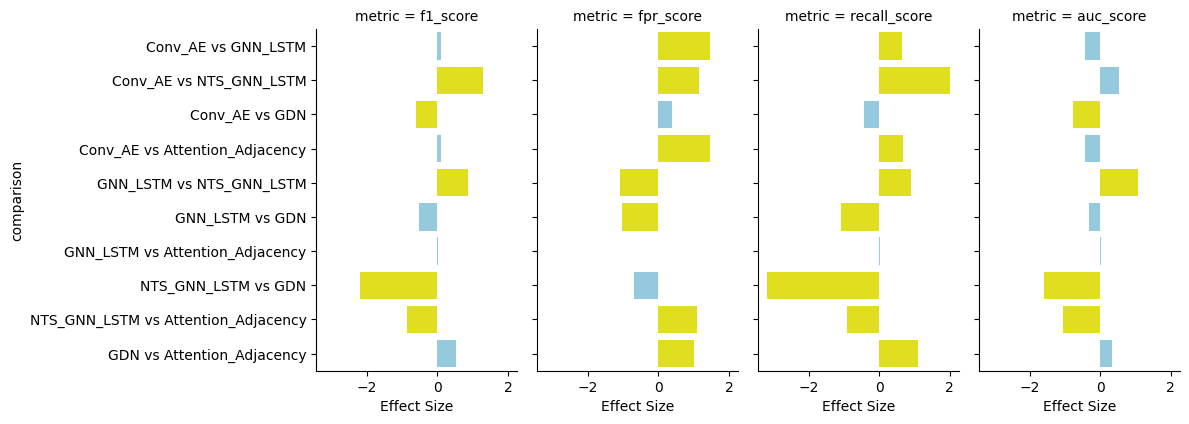 metric = f1_score
metric = fpr_score
metric = recall_score
metric = auc_score
comparison
Conv_AE vs GNN_LSTM
Conv_AE vs NTS_GNN_LSTM
Conv_AE vs GDN
Conv_AE vs Attention_Adjacency
GNN_LSTM vs NTS_GNN_LSTM
GNN_LSTM vs GDN
GNN_LSTM vs Attention_Adjacency
NTS_GNN_LSTM vs GDN
NTS_GNN_LSTM vs Attention_Adjacency
GDN vs Attention_Adjacency
−2 0 2
−2 0 2
−2 0 2
−2 0 2
Effect Size
Effect Size
Effect Size
Effect Size